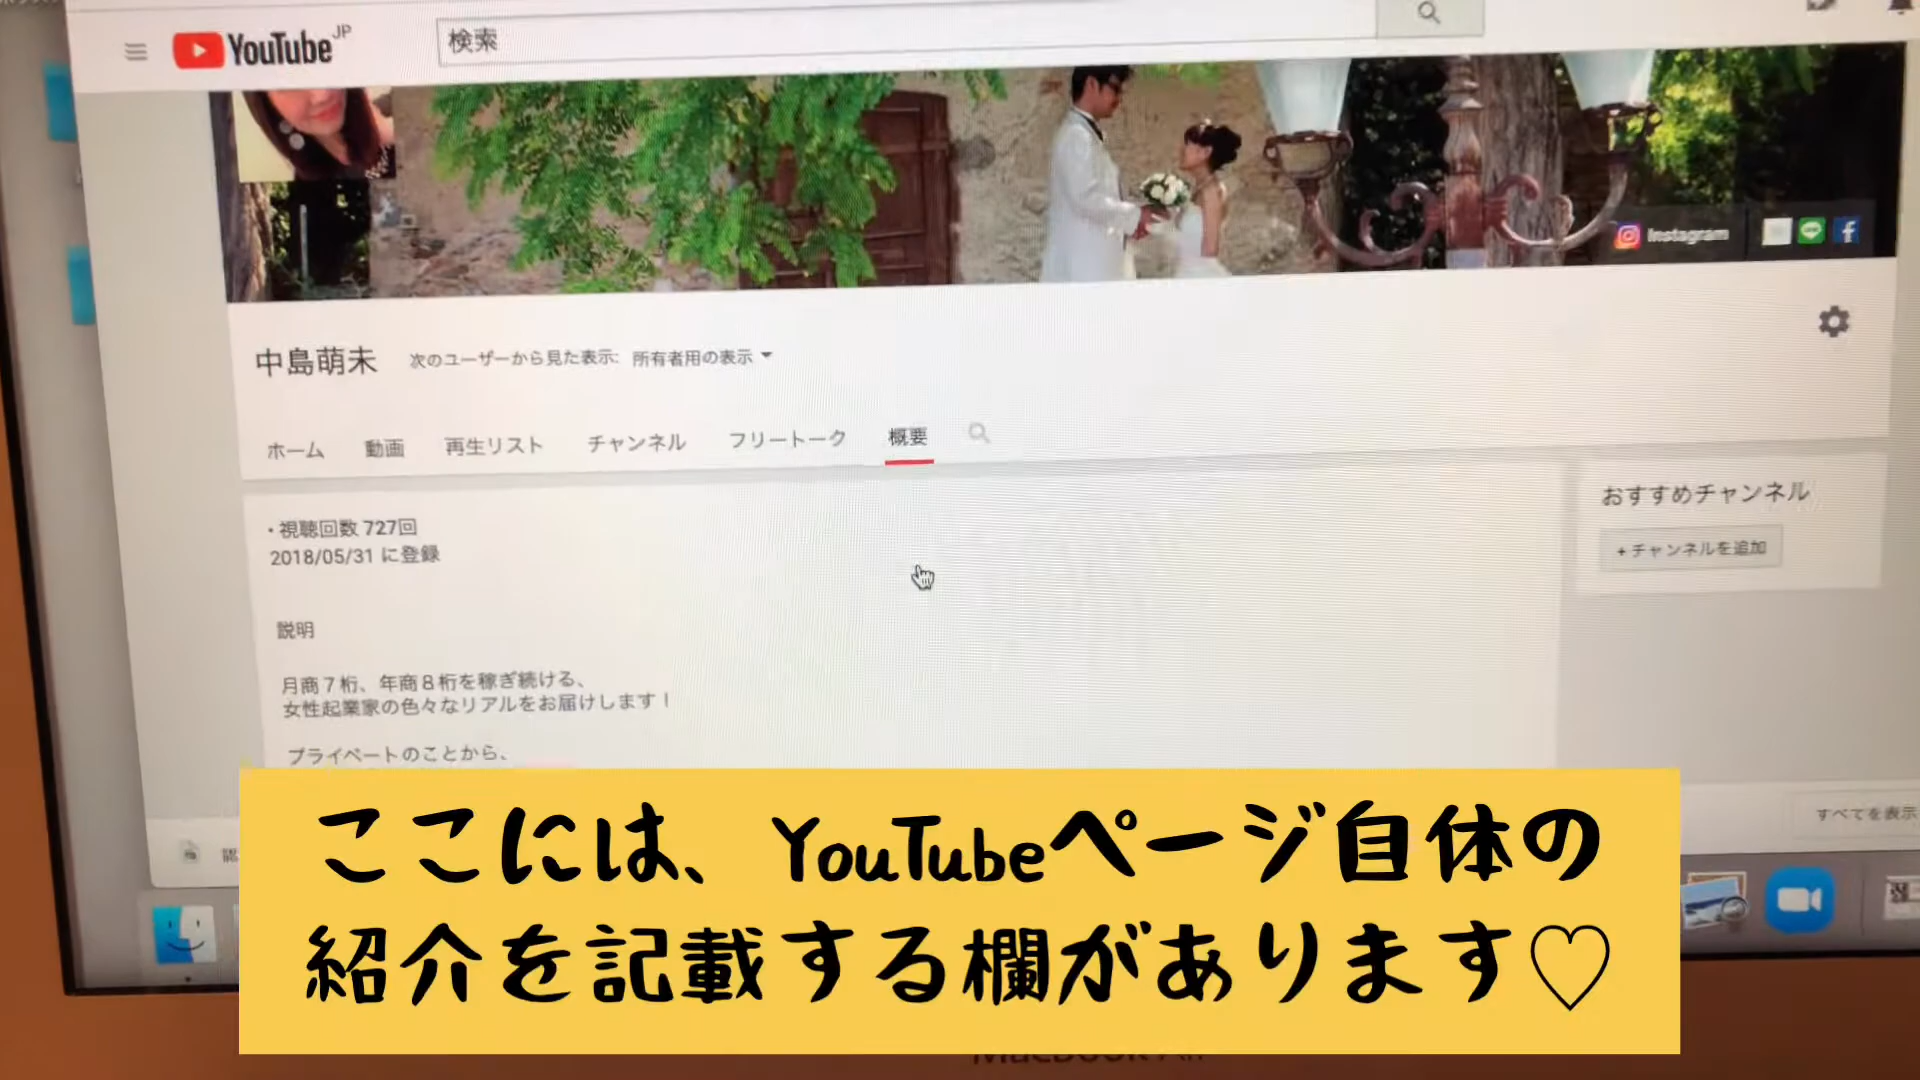 YouTube JP
検索
Instagram
中島萌未
次のユーザーから見た表示: 所有者用の表示
ホーム 動画 再生リスト チャンネル フリートーク 概要
おすすめチャンネル
+ チャンネルを追加
・視聴回数 727回
2018/05/31 に登録
説明
月商７桁、年商８桁を稼ぎ続ける、
女性起業家の色々なリアルをお届けします！
プライベートのことから、
すべてを表示
ここには、YouTubeページ自体の
紹介を記載する欄があります♡